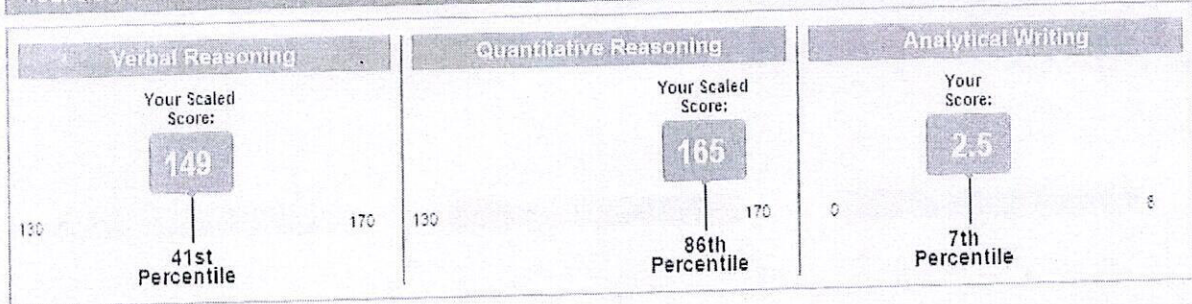 Verbal Reasoning
Your Scaled
Score:
149
130
170
41st
Percentile
Quantitative Reasoning
Your Scaled
Score:
165
130
170
86th
Percentile
Analytical Writing
Your
Score:
2.5
0
6
7th
Percentile